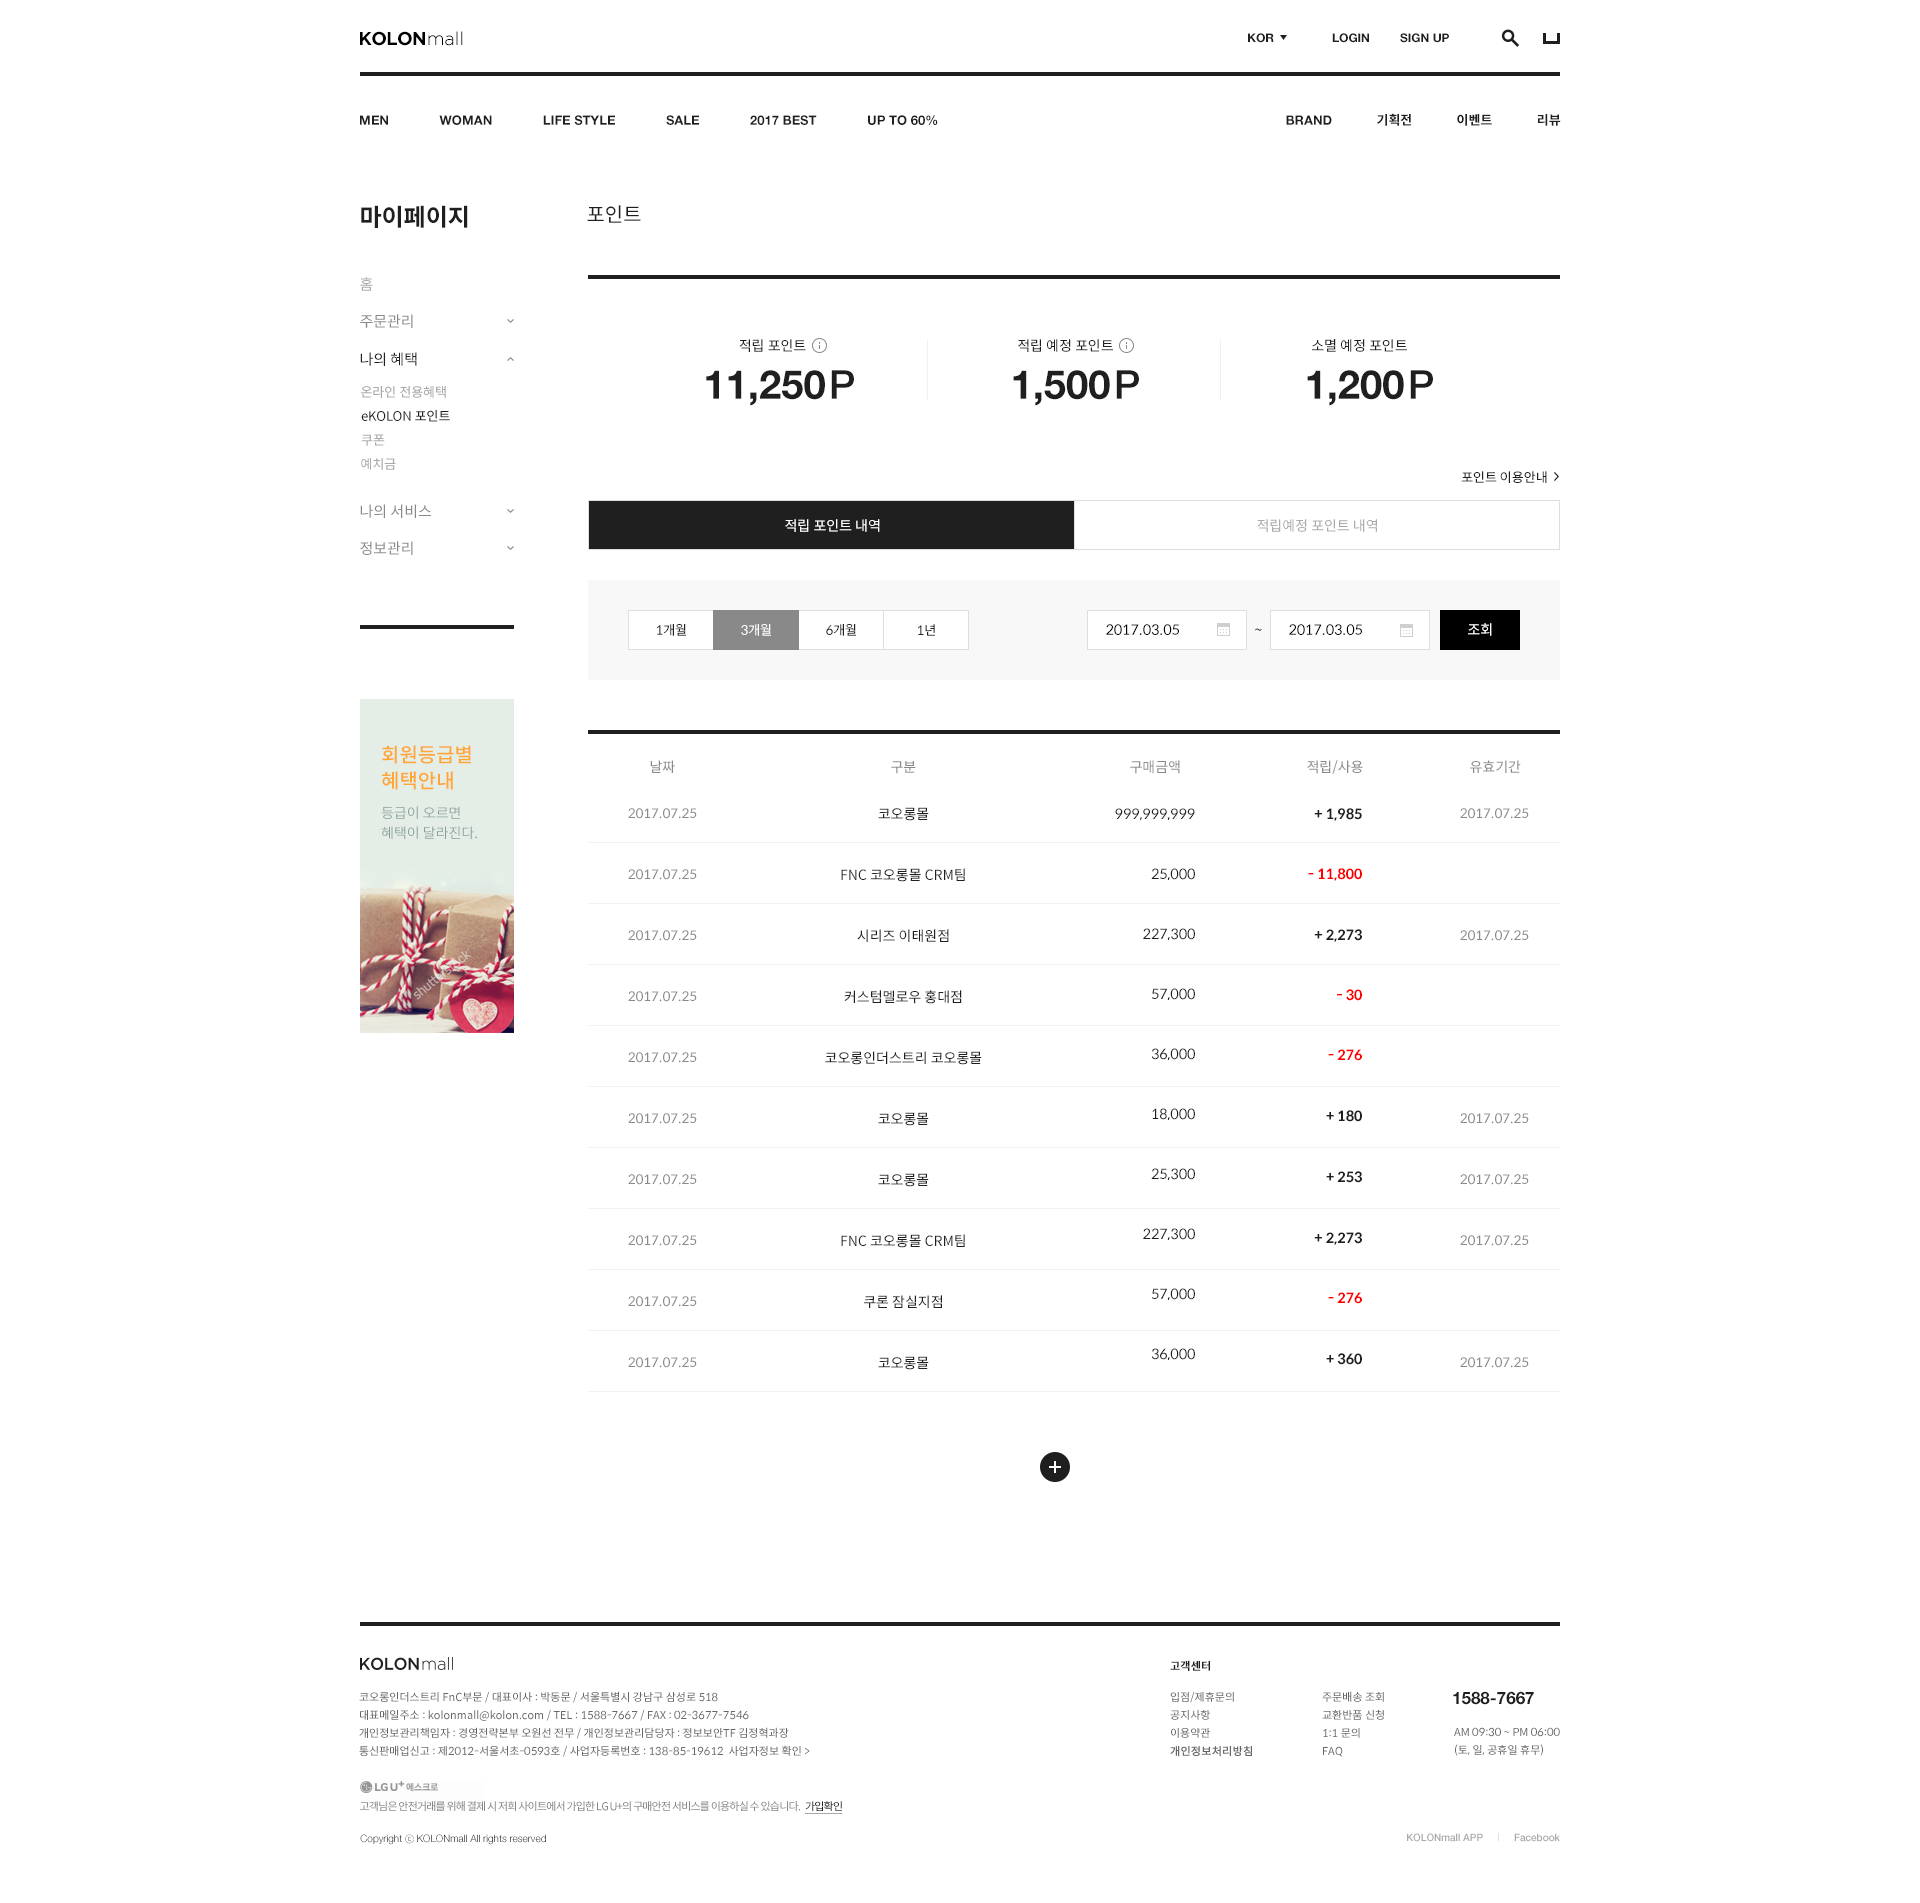 KOLONmall
KOR
LOGIN
SIGN UP
MEN
WOMAN
LIFE STYLE
SALE
2017 BEST
UP TO 60%
BRAND
기획전
이벤트
리뷰
마이페이지
홈
주문관리
나의 혜택
온라인 전용혜택
eKOLON 포인트
쿠폰
예치금
나의 서비스
정보관리
회원등급별
혜택안내
등급이 오르면
혜택이 달라진다.
shutterstock
포인트
적립 포인트
11,250P
적립 예정 포인트
1,500P
소멸 예정 포인트
1,200P
포인트 이용안내 >
적립 포인트 내역
적립예정 포인트 내역
1개월
3개월
6개월
1년
2017.03.05
~
2017.03.05
조회
날짜 구분 구매금액 적립/사용 유효기간
2017.07.25 코오롱몰 999,999,999 + 1,985 2017.07.25
2017.07.25 FNC 코오롱몰 CRM팀 25,000 - 11,800
2017.07.25 시리즈 이태원점 227,300 + 2,273 2017.07.25
2017.07.25 커스텀멜로우 홍대점 57,000 - 30
2017.07.25 코오롱인더스트리 코오롱몰 36,000 - 276
2017.07.25 코오롱몰 18,000 + 180 2017.07.25
2017.07.25 코오롱몰 25,300 + 253 2017.07.25
2017.07.25 FNC 코오롱몰 CRM팀 227,300 + 2,273 2017.07.25
2017.07.25 쿠론 잠실지점 57,000 - 276
2017.07.25 코오롱몰 36,000 + 360 2017.07.25
KOLONmall
코오롱인더스트리 FnC부문 / 대표이사 : 박동문 / 서울특별시 강남구 삼성로 518
대표메일주소 : kolonmall@kolon.com / TEL : 1588-7667 / FAX : 02-3677-7546
개인정보관리책임자 : 경영전략본부 오원선 전무 / 개인정보관리담당자 : 정보보안TF 김정혁과장
통신판매업신고 : 제2012-서울서초-0593호 / 사업자등록번호 : 138-85-19612 사업자정보 확인 >
LG U+ 에스크로
고객님은 안전거래를 위해 결제 시 저희 사이트에서 가입한 LG U+의 구매안전 서비스를 이용하실 수 있습니다. 가입확인
Copyright ⓒ KOLONmall All rights reserved
고객센터
입점/제휴문의
공지사항
이용약관
개인정보처리방침
주문배송 조회
교환반품 신청
1:1 문의
FAQ
1588-7667
AM 09:30 ~ PM 06:00
(토, 일, 공휴일 휴무)
KOLONmall APP
Facebook